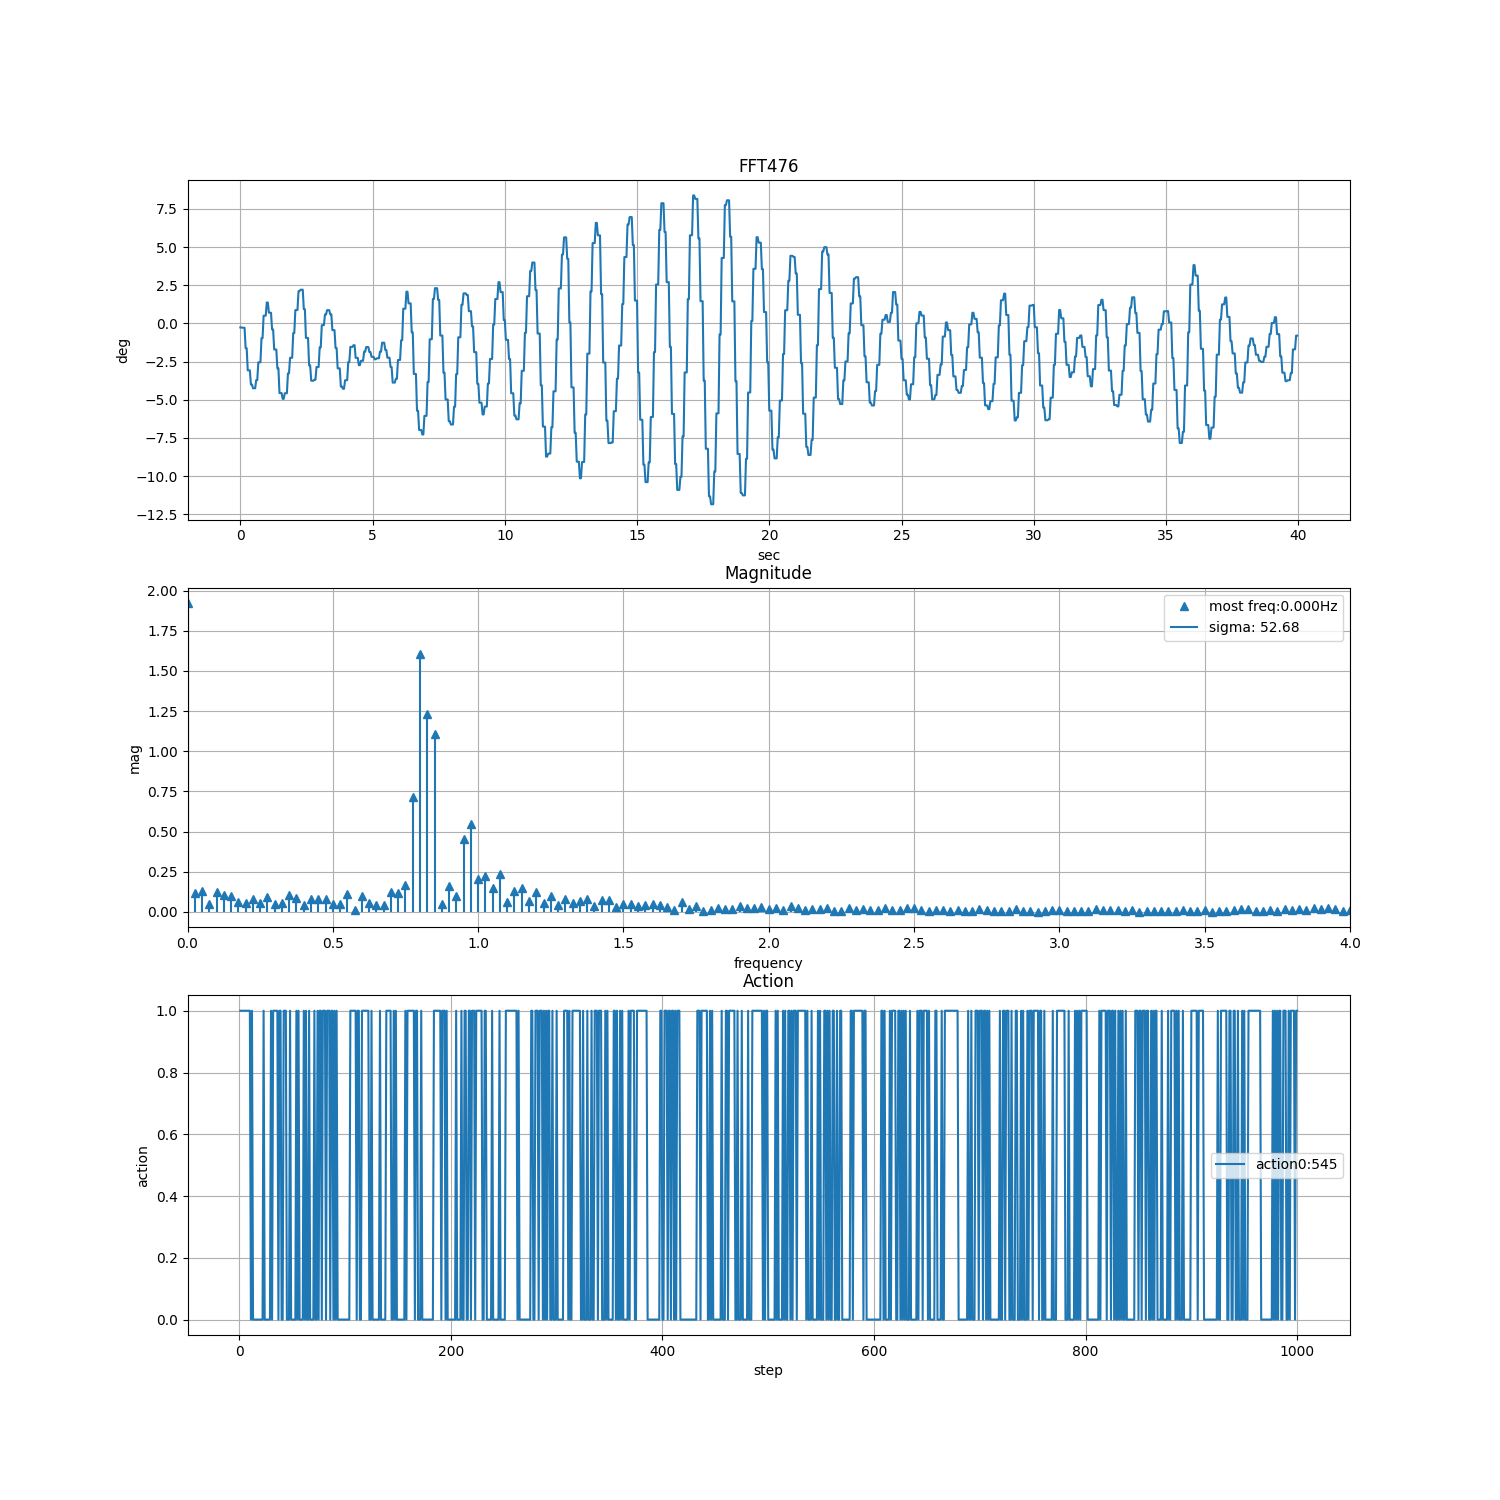 FFT476
7.5
5.0
2.5
0.0
−2.5
−5.0
−7.5
−10.0
−12.5
deg
0 5 10 15 20 25 30 35 40
sec
Magnitude
2.00
1.75
1.50
1.25
1.00
0.75
0.50
0.25
0.00
mag
most freq:0.000Hz
sigma: 52.68
0.0 0.5 1.0 1.5 2.0 2.5 3.0 3.5 4.0
frequency
Action
1.0
0.8
0.6
0.4
0.2
0.0
action
action0:545
0 200 400 600 800 1000
step